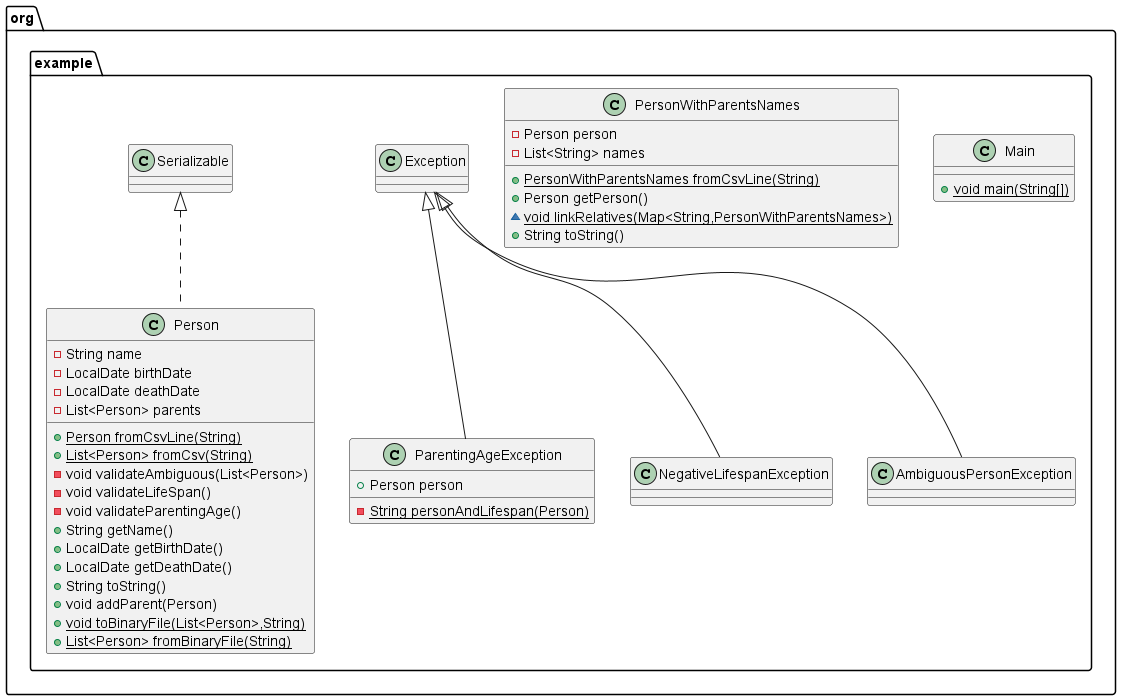 org
example
C Serializable
C Exception
C PersonWithParentsNames
Person person
List<String> names
PersonWithParentsNames fromCsvLine(String)
Person getPerson()
void linkRelatives(Map<String,PersonWithParentsNames>)
String toString()
C Main
void main(String[])
C Person
String name
LocalDate birthDate
LocalDate deathDate
List<Person> parents
Person fromCsvLine(String)
List<Person> fromCsv(String)
void validateAmbiguous(List<Person>)
void validateLifeSpan()
void validateParentingAge()
String getName()
LocalDate getBirthDate()
LocalDate getDeathDate()
String toString()
void addParent(Person)
void toBinaryFile(List<Person>,String)
List<Person> fromBinaryFile(String)
C ParentingAgeException
Person person
String personAndLifespan(Person)
C NegativeLifespanException
C AmbiguousPersonException